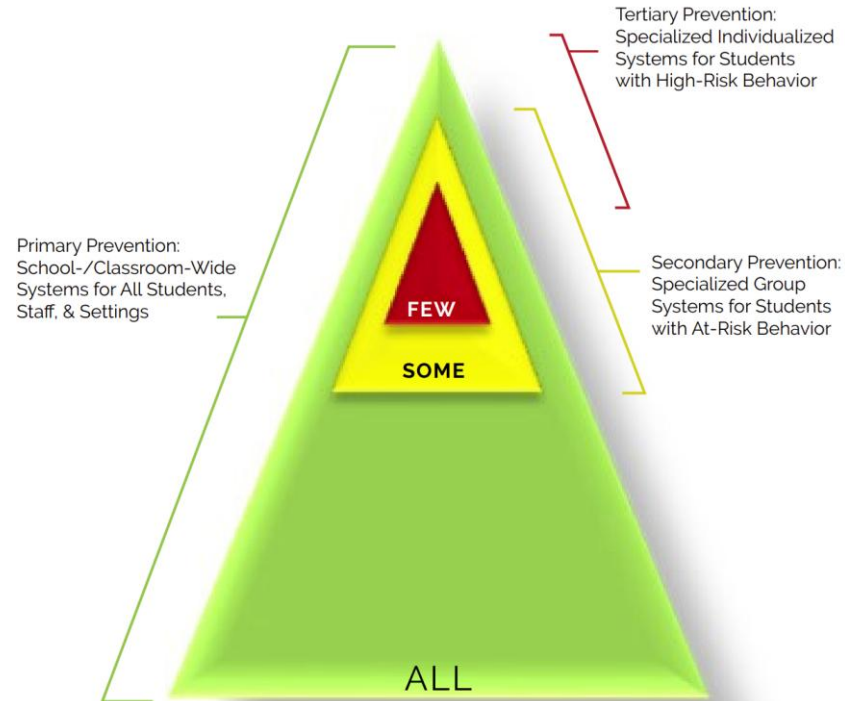 Tertiary Prevention:
Specialized Individualized
Systems for Students
with High-Risk Behavior
Primary Prevention:
School-/Classroom-Wide
Systems for All Students,
Staff, & Settings
Secondary Prevention:
Specialized Group
Systems for Students
with At-Risk Behavior
FEW
SOME
ALL